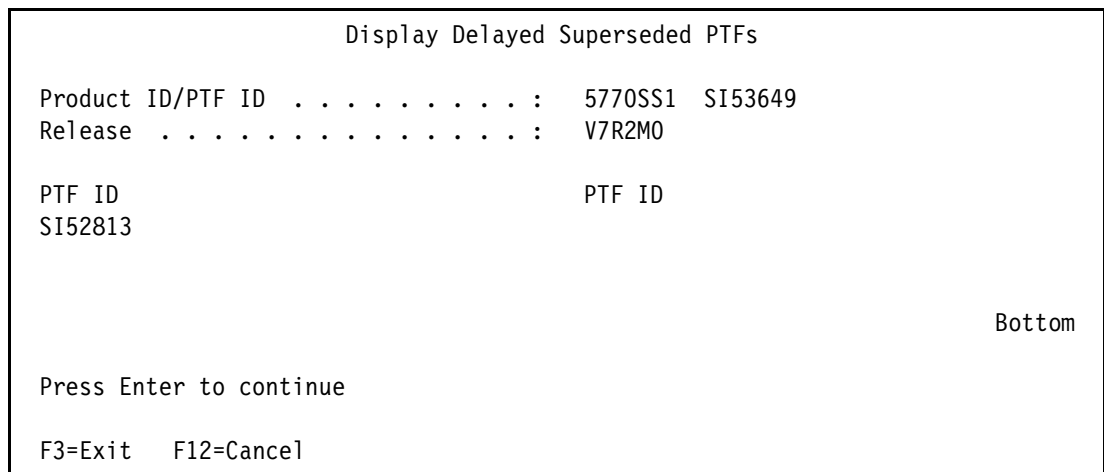 Display Delayed Superseded PTFs
Product ID/PTF ID . . . . . . . . . : 5770SS1 SI53649
Release . . . . . . . . . . . . . . : V7R2M0
PTF ID PTF ID
SI52813
Bottom
Press Enter to continue
F3=Exit F12=Cancel